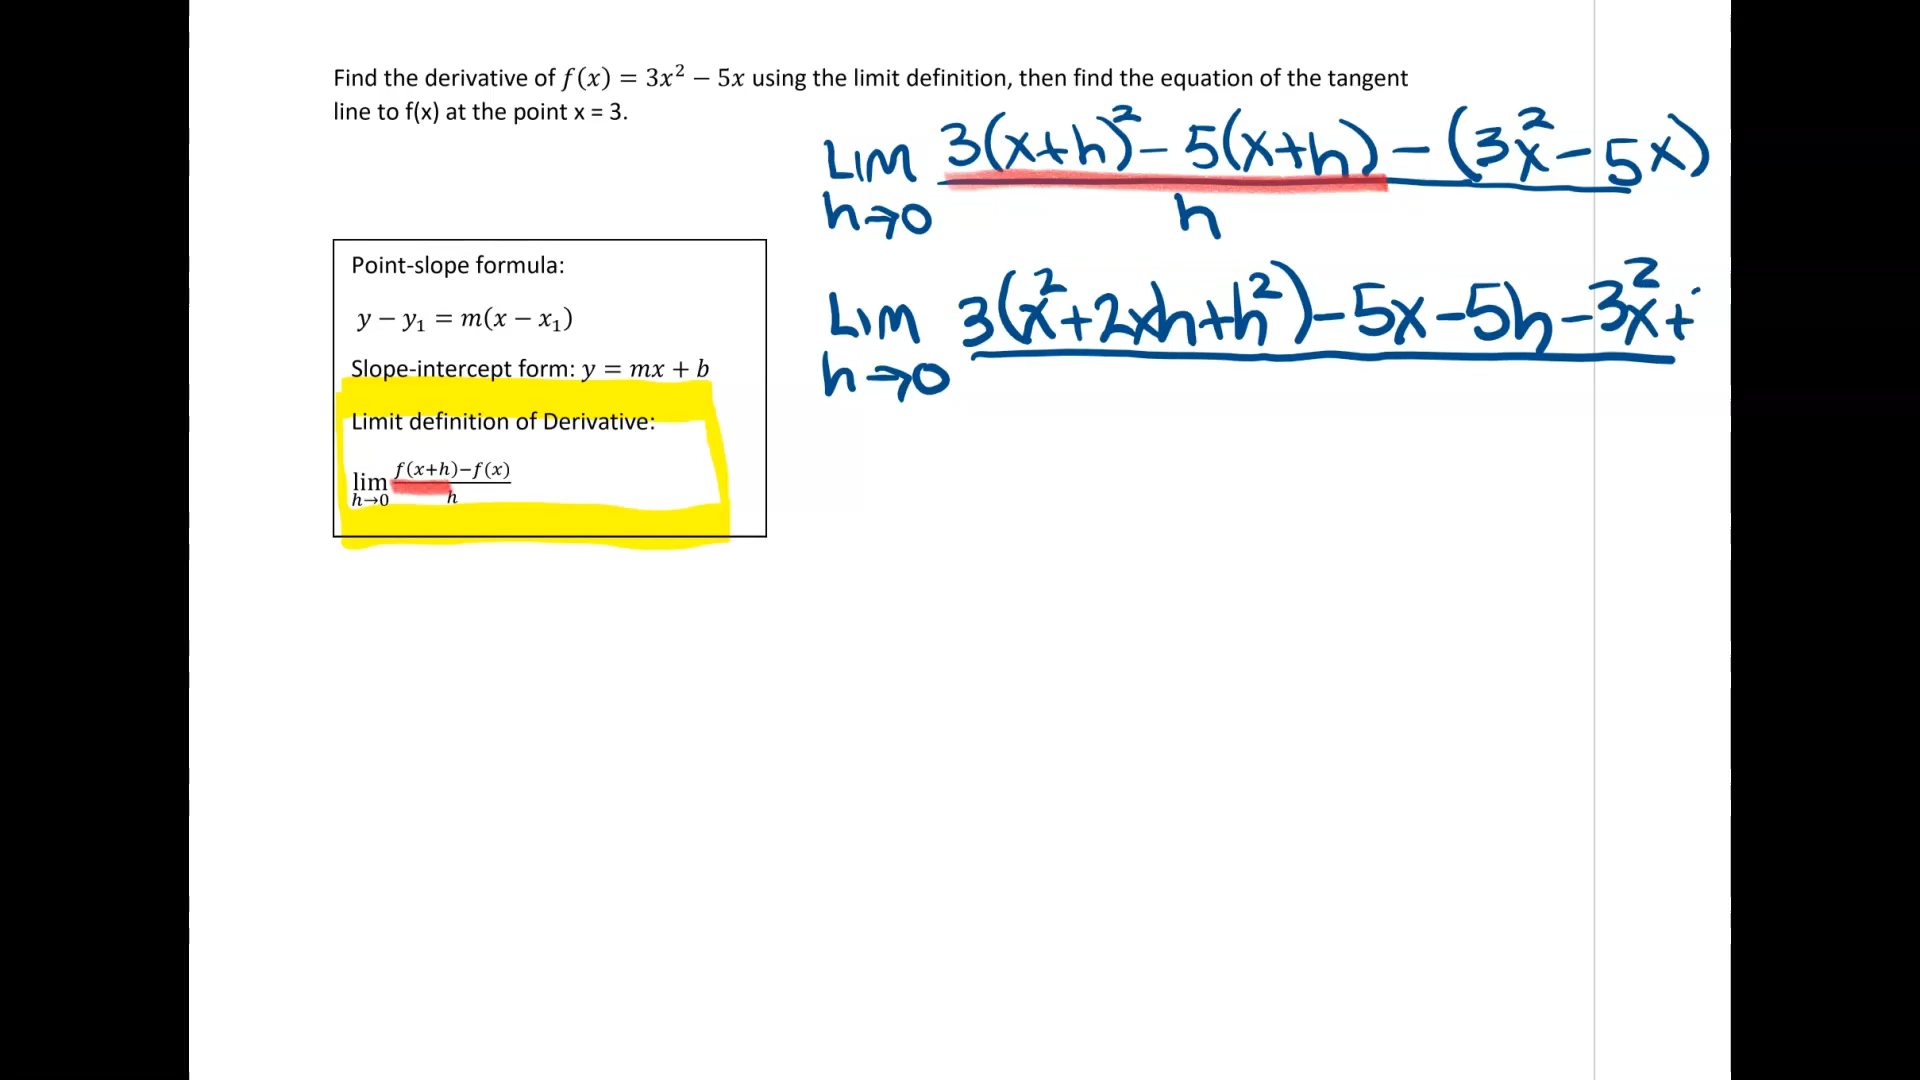 Find the derivative of f(x) = 3x² − 5x using the limit definition, then find the equation of the tangent
line to f(x) at the point x = 3.
LIM 3(x+h)² − 5(x+h) − (3x² − 5x)
h→0 h
LIM 3(x²+2xh+h²) − 5x − 5h − 3x² +
h→0
Point-slope formula:
y − y₁ = m(x − x₁)
Slope-intercept form: y = mx + b
Limit definition of Derivative:
lim f(x+h)−f(x)
h→0 h